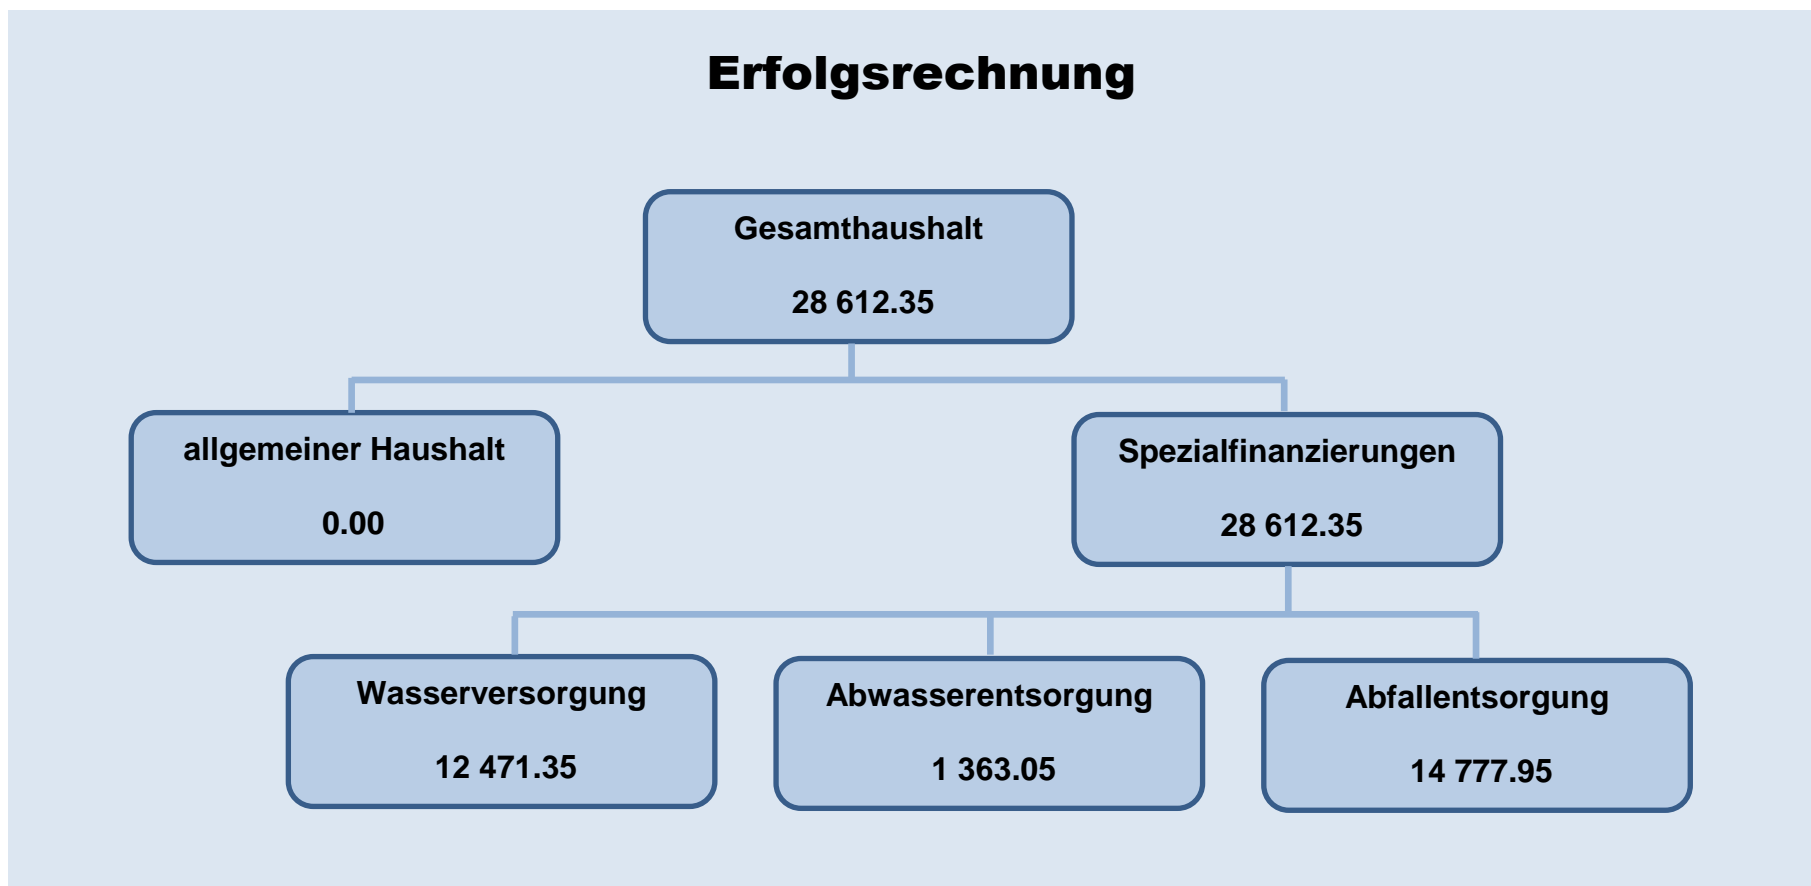 Erfolgsrechnung
Gesamthaushalt
28 612.35
allgemeiner Haushalt
0.00
Spezialfinanzierungen
28 612.35
Wasserversorgung
12 471.35
Abwasserentsorgung
1 363.05
Abfallentsorgung
14 777.95